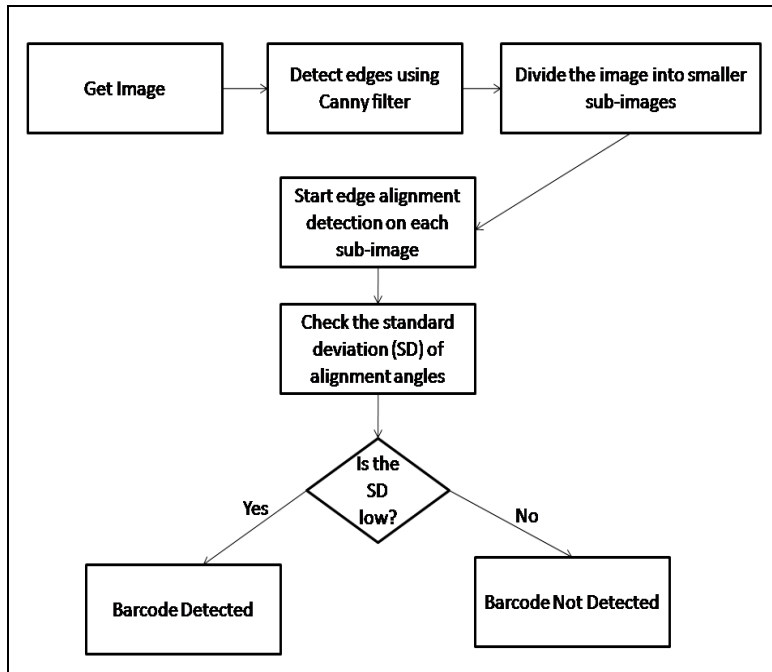 Get Image
Detect edges using
Canny filter
Divide the image into smaller
sub-images
Start edge alignment
detection on each
sub-image
Check the standard
deviation (SD) of
alignment angles
Is the
SD
low?
Yes
No
Barcode Detected
Barcode Not Detected